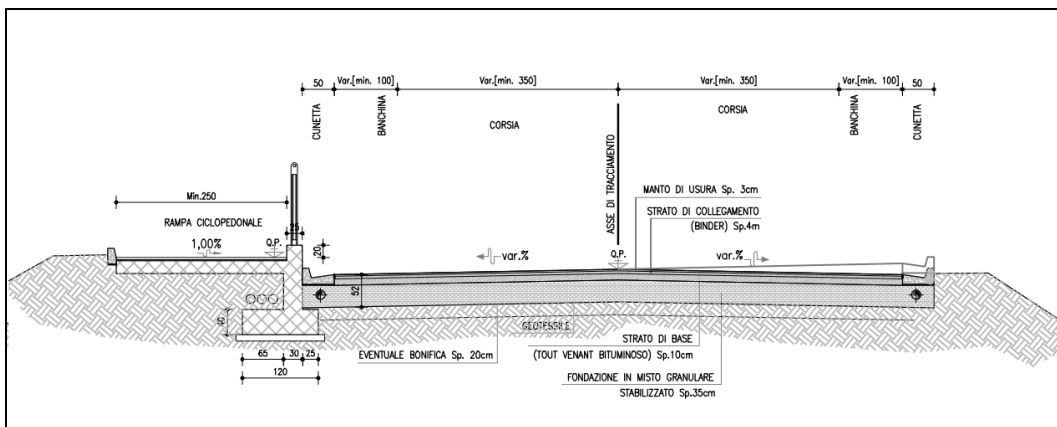 50
Var.[min. 100]
Var.[min. 350]
Var.[min. 350]
Var.[min. 100]
50
CUNETTA
BANCHINA
CORSIA
ASSE DI TRACCIAMENTO
CORSIA
BANCHINA
CUNETTA
Min.250
RAMPA CICLOPEDONALE
25
1,00%
Q.P.
20
var.%
Q.P.
var.%
MANTO DI USURA Sp. 3cm
STRATO DI COLLEGAMENTO
(BINDER) Sp.4m
52
40
GEOTESSILE
65
30
25
120
EVENTUALE BONIFICA Sp. 20cm
STRATO DI BASE
(TOUT VENANT BITUMINOSO) Sp.10cm
FONDAZIONE IN MISTO GRANULARE
STABILIZZATO Sp.35cm